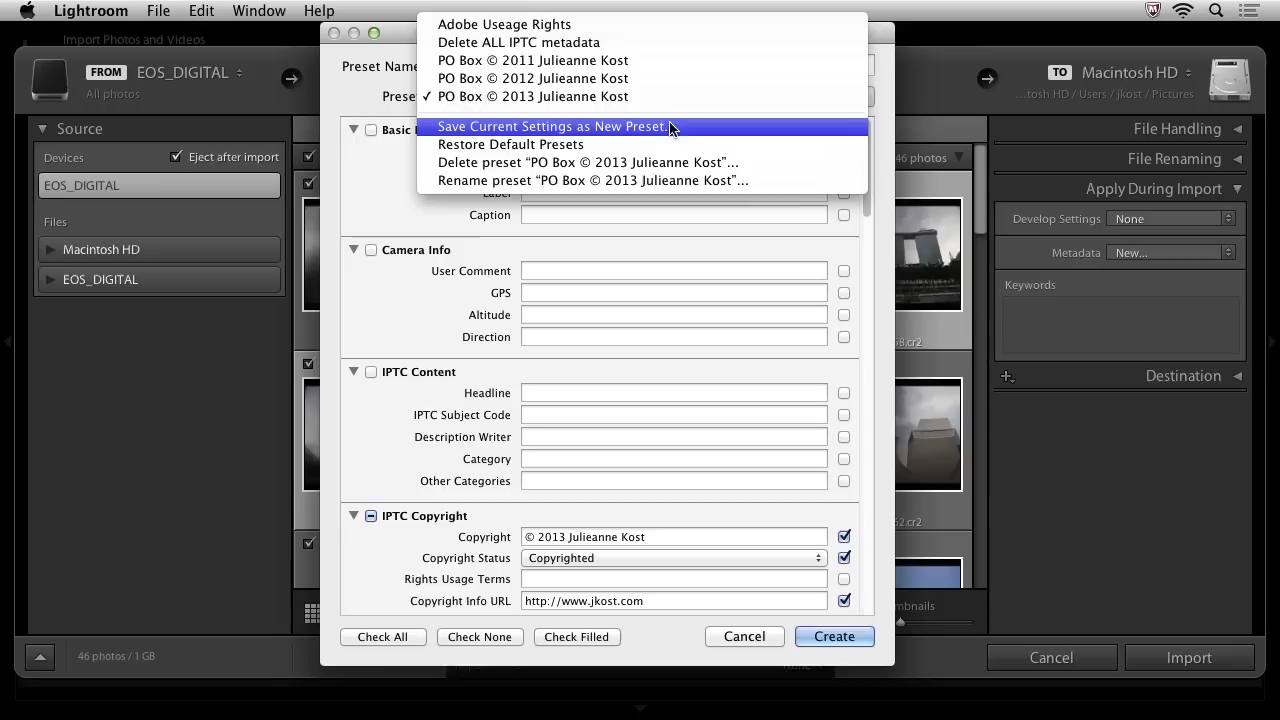 Lightroom File Edit Window Help
Import Photos and Videos
FROM EOS_DIGITAL
All photos
TO Macintosh HD
...tosh HD / Users / jkost / Pictures
Source
Devices
Eject after import
EOS_DIGITAL
Files
Macintosh HD
EOS_DIGITAL
Preset Name
Preset
Adobe Useage Rights
Delete ALL IPTC metadata
PO Box © 2011 Julieanne Kost
PO Box © 2012 Julieanne Kost
✓ PO Box © 2013 Julieanne Kost
Save Current Settings as New Preset...
Restore Default Presets
Delete preset “PO Box © 2013 Julieanne Kost”...
Rename preset “PO Box © 2013 Julieanne Kost”...
Basic
Label
Caption
Camera Info
User Comment
GPS
Altitude
Direction
IPTC Content
Headline
IPTC Subject Code
Description Writer
Category
Other Categories
IPTC Copyright
Copyright © 2013 Julieanne Kost
Copyright Status Copyrighted
Rights Usage Terms
Copyright Info URL http://www.jkost.com
Check All Check None Check Filled Cancel Create
File Handling
File Renaming
Apply During Import
Develop Settings None
Metadata New...
Keywords
Destination
58.cr2
52.cr2
46 photos
46 photos / 1 GB
Cancel Import